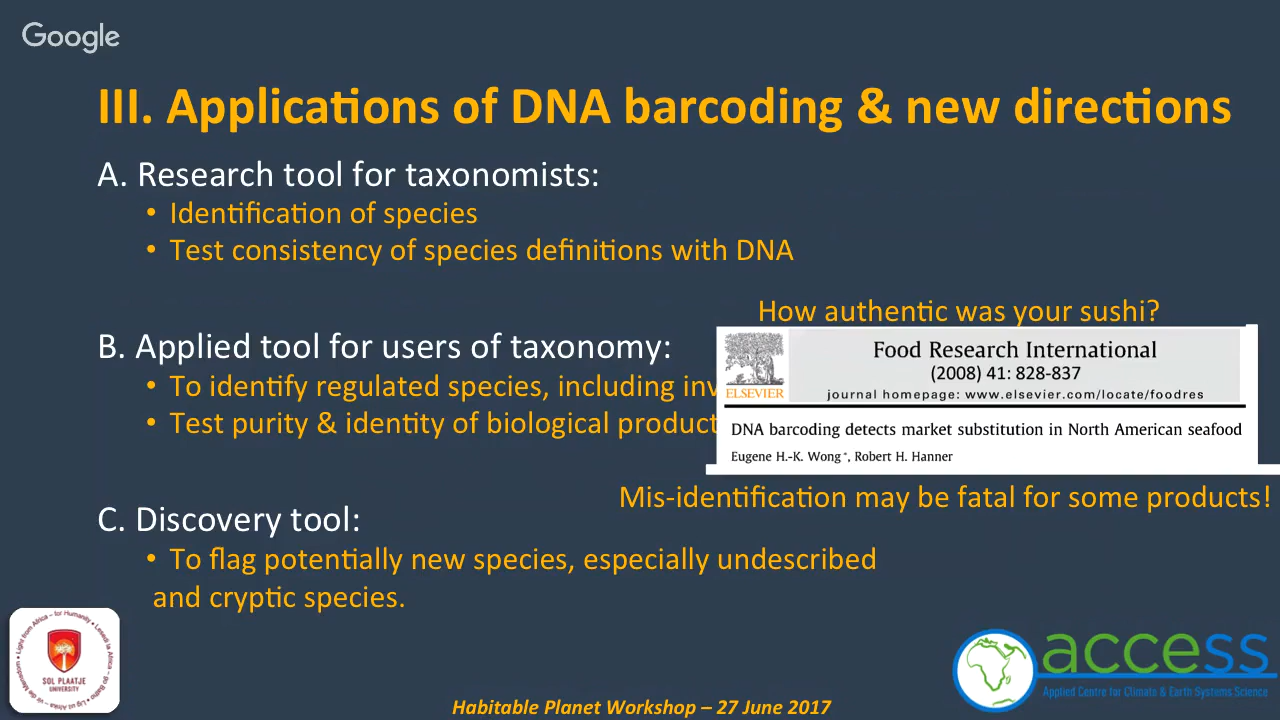 Google
III. Applications of DNA barcoding & new directions
A. Research tool for taxonomists:
• Identification of species
• Test consistency of species definitions with DNA
How authentic was your sushi?
B. Applied tool for users of taxonomy:
• To identify regulated species, including inv
• Test purity & identity of biological product
ELSEVIER
Food Research International
(2008) 41: 828-837
journal homepage: www.elsevier.com/locate/foodres
DNA barcoding detects market substitution in North American seafood
Eugene H.-K. Wong *, Robert H. Hanner
Mis-identification may be fatal for some products!
C. Discovery tool:
• To flag potentially new species, especially undescribed
and cryptic species.
Light from Africa – for Humanity
SOL PLAATJE
UNIVERSITY
access
Applied Centre for Climate & Earth Systems Science
Habitable Planet Workshop – 27 June 2017